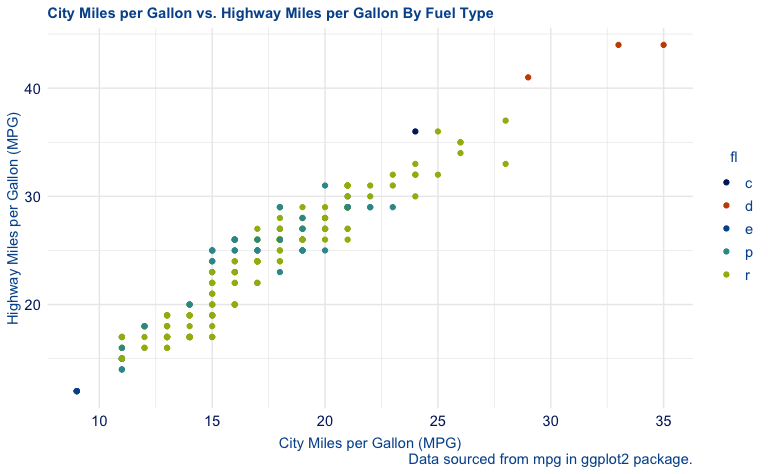 City Miles per Gallon vs. Highway Miles per Gallon By Fuel Type
Highway Miles per Gallon (MPG)
40
30
20
10
15
20
25
30
35
City Miles per Gallon (MPG)
Data sourced from mpg in ggplot2 package.
fl
c
d
e
p
r